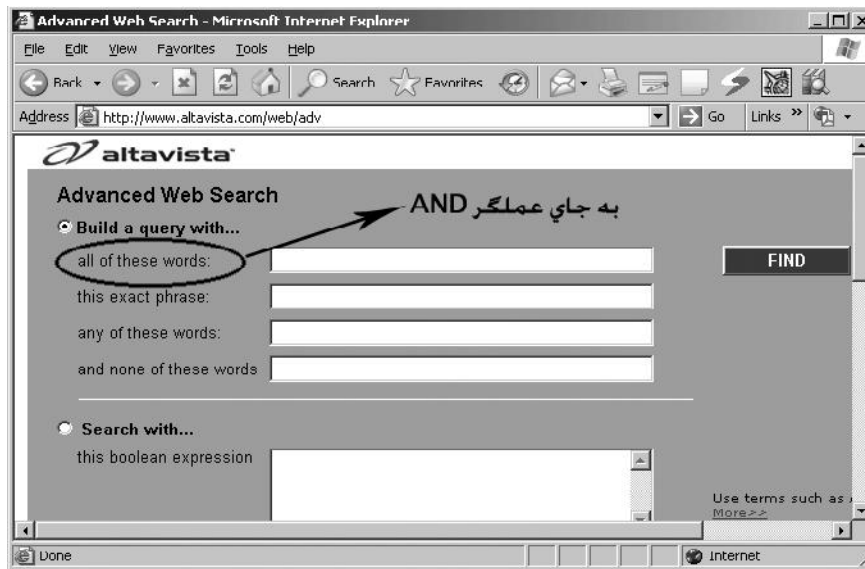 Advanced Web Search - Microsoft Internet Explorer
File Edit View Favorites Tools Help
Back Search Favorites
Address http://www.altavista.com/web/adv Go Links »
altavista
Advanced Web Search
به جاي عملگر AND
Build a query with...
all of these words: FIND
this exact phrase:
any of these words:
and none of these words
Search with...
this boolean expression
Use terms such as
More>>
Done Internet